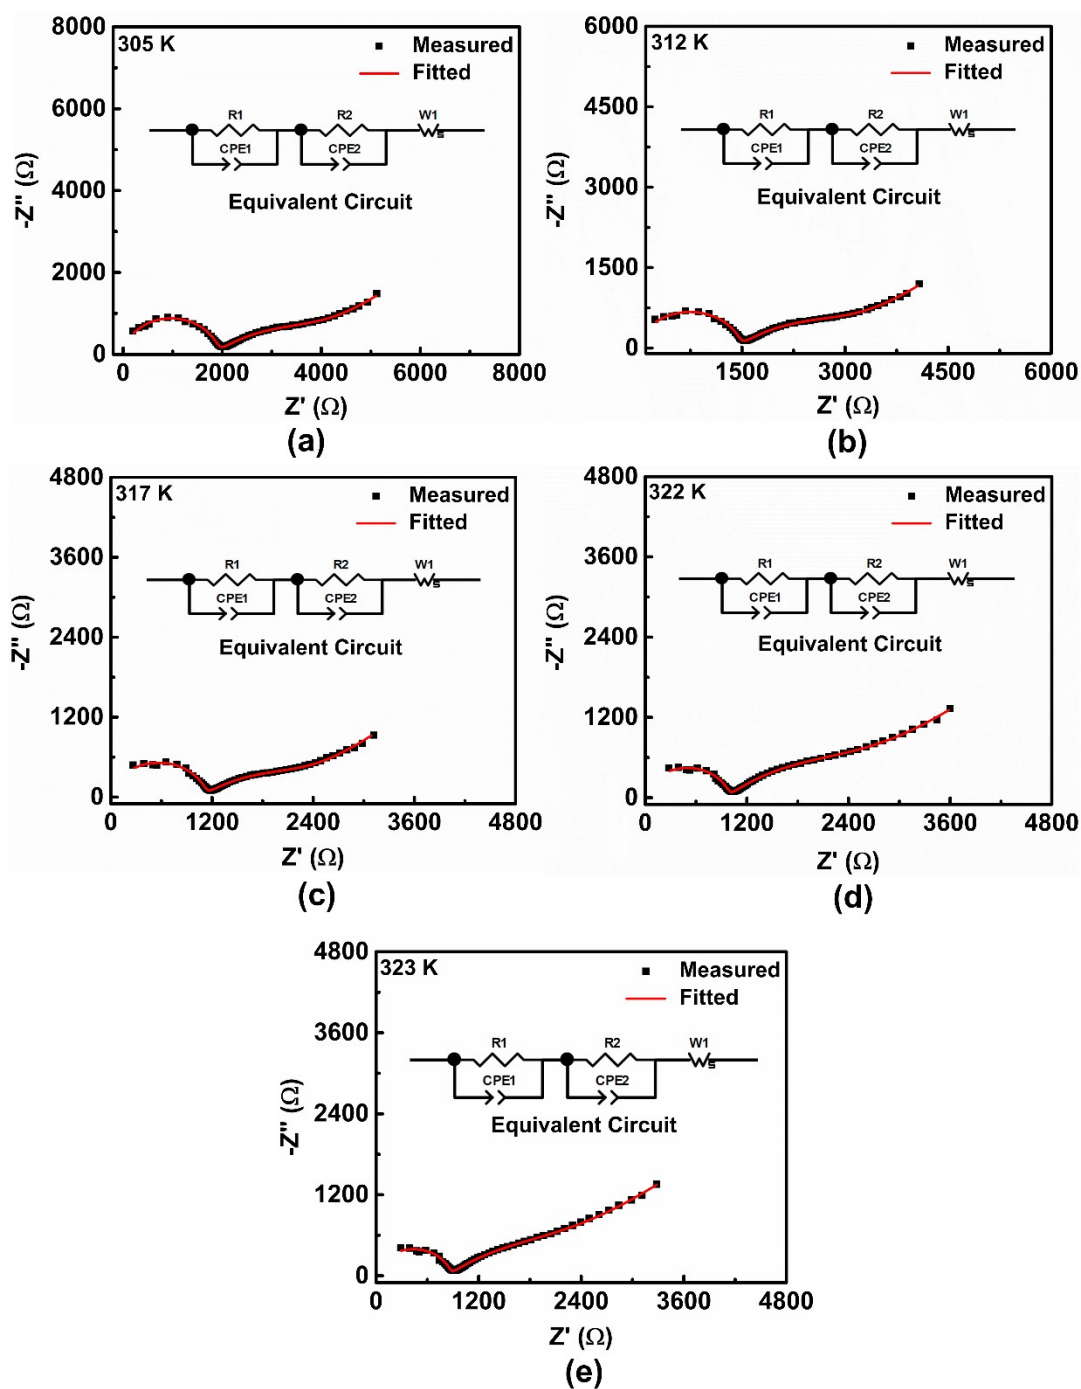 305 K
Measured
Fitted
R1
R2
W1
CPE1
CPE2
s
Equivalent Circuit
8000
6000
4000
2000
0
-Z" (Ω)
0 2000 4000 6000 8000
Z' (Ω)
(a)
312 K
Measured
Fitted
R1
R2
W1
CPE1
CPE2
s
Equivalent Circuit
6000
4500
3000
1500
0
-Z" (Ω)
1500 3000 4500 6000
Z' (Ω)
(b)
317 K
Measured
Fitted
R1
R2
W1
CPE1
CPE2
s
Equivalent Circuit
4800
3600
2400
1200
0
-Z" (Ω)
0 1200 2400 3600 4800
Z' (Ω)
(c)
322 K
Measured
Fitted
R1
R2
W1
CPE1
CPE2
s
Equivalent Circuit
4800
3600
2400
1200
0
-Z" (Ω)
0 1200 2400 3600 4800
Z' (Ω)
(d)
323 K
Measured
Fitted
R1
R2
W1
CPE1
CPE2
s
Equivalent Circuit
4800
3600
2400
1200
0
-Z" (Ω)
0 1200 2400 3600 4800
Z' (Ω)
(e)